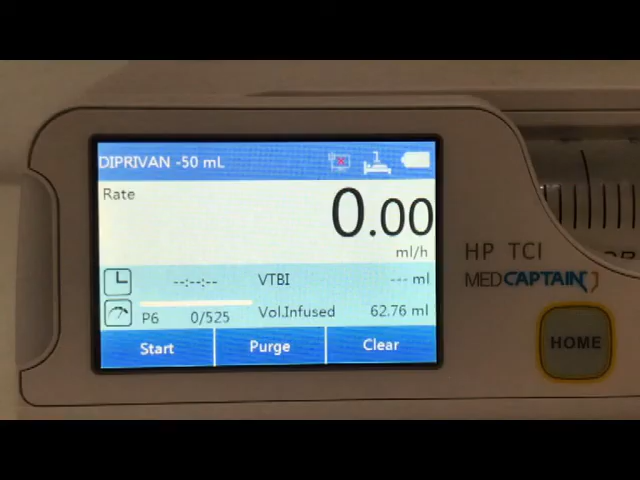 DIPRIVAN -50 mL
1
Rate
0.00
ml/h
--:--:-- VTBI --- ml
P6 0/525 Vol.Infused 62.76 ml
Start Purge Clear
HP TCI
MEDCAPTAIN
HOME